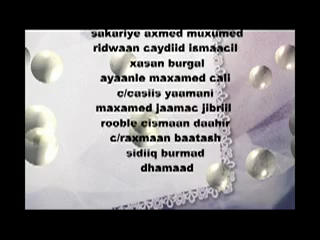 sakariye axmed muxumed
ridwaan caydiid ismaacil
xasan burgal
ayaanle maxamed cali
c/casiis yaamani
maxamed jaamac jibriil
rooble cismaan daahir
c/raxmaan baatash
sidiiq burmad
dhamaad